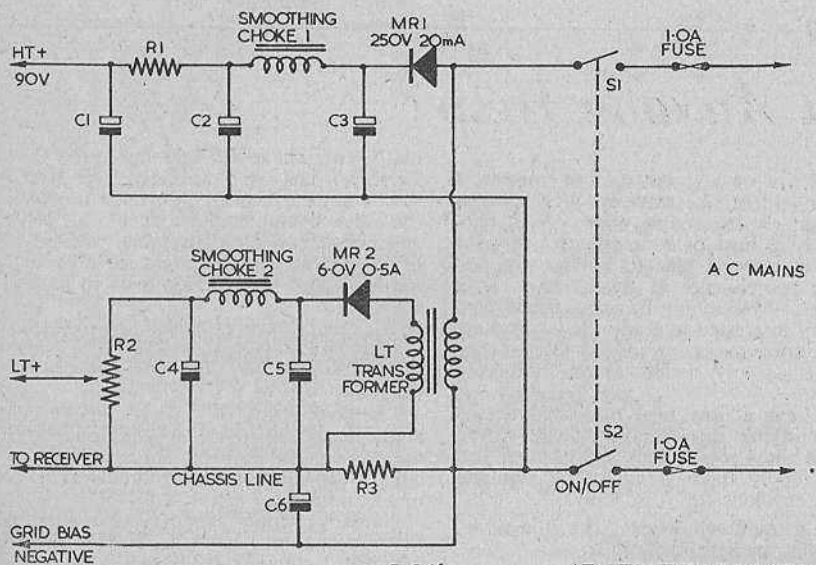 SMOOTHING
CHOKE 1
MR1
250V 20mA
1·0A
FUSE
HT+
90V
R1
S1
C1
C2
C3
SMOOTHING
CHOKE 2
MR2
6·0V 0·5A
A C MAINS
R2
LT+
C4
C5
LT
TRANS
FORMER
S2
1·0A
FUSE
TO RECEIVER
CHASSIS LINE
R3
ON/OFF
C6
GRID BIAS
NEGATIVE